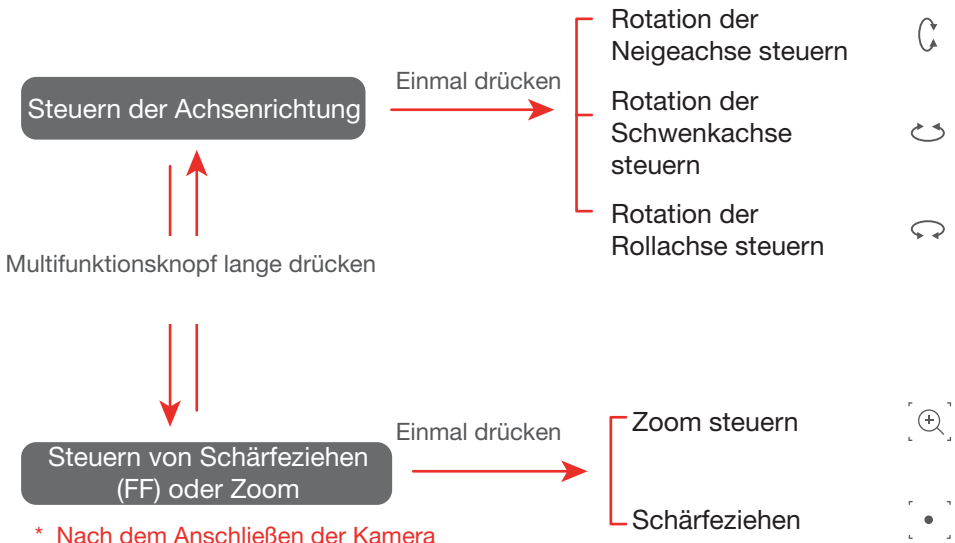 Steuern der Achsenrichtung
Einmal drücken
Rotation der
Neigeachse steuern
Rotation der
Schwenkachse
steuern
Rotation der
Rollachse steuern
Multifunktionsknopf lange drücken
Steuern von Schärfeziehen
(FF) oder Zoom
Einmal drücken
Zoom steuern
Schärfeziehen
* Nach dem Anschließen der Kamera